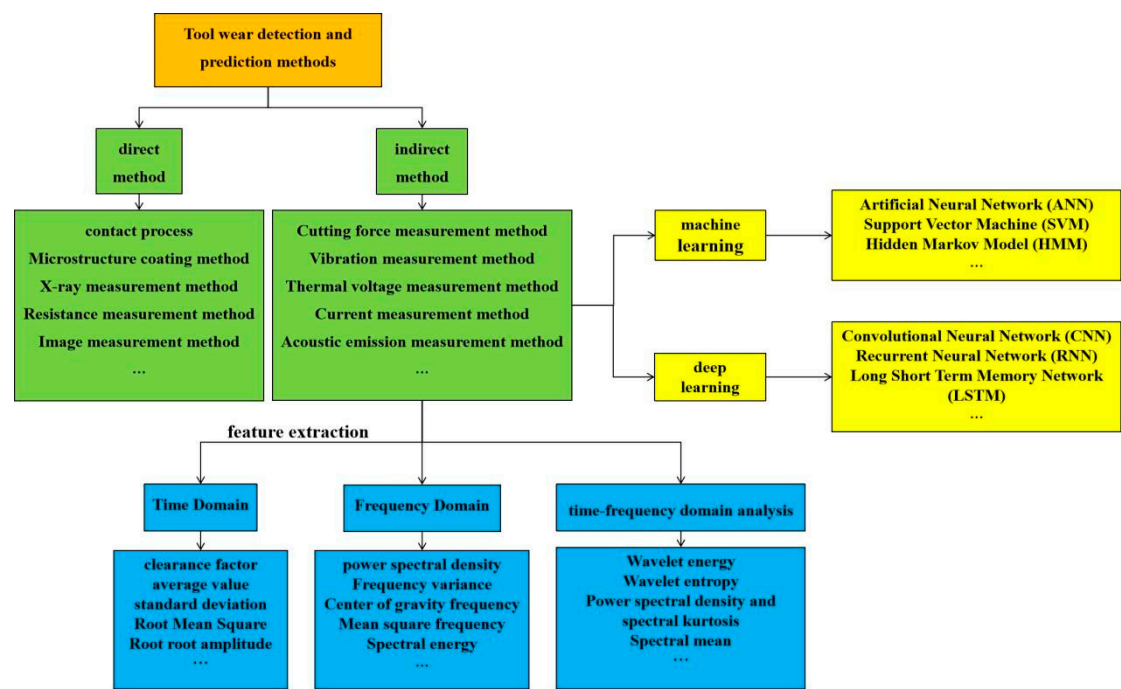 Tool wear detection and
prediction methods
direct
method
indirect
method
contact process
Microstructure coating method
X-ray measurement method
Resistance measurement method
Image measurement method
...
Cutting force measurement method
Vibration measurement method
Thermal voltage measurement method
Current measurement method
Acoustic emission measurement method
...
machine
learning
Artificial Neural Network (ANN)
Support Vector Machine (SVM)
Hidden Markov Model (HMM)
...
deep
learning
Convolutional Neural Network (CNN)
Recurrent Neural Network (RNN)
Long Short Term Memory Network
(LSTM)
...
feature extraction
Time Domain
Frequency Domain
time-frequency domain analysis
clearance factor
average value
standard deviation
Root Mean Square
Root root amplitude
...
power spectral density
Frequency variance
Center of gravity frequency
Mean square frequency
Spectral energy
...
Wavelet energy
Wavelet entropy
Power spectral density and
spectral kurtosis
Spectral mean
...